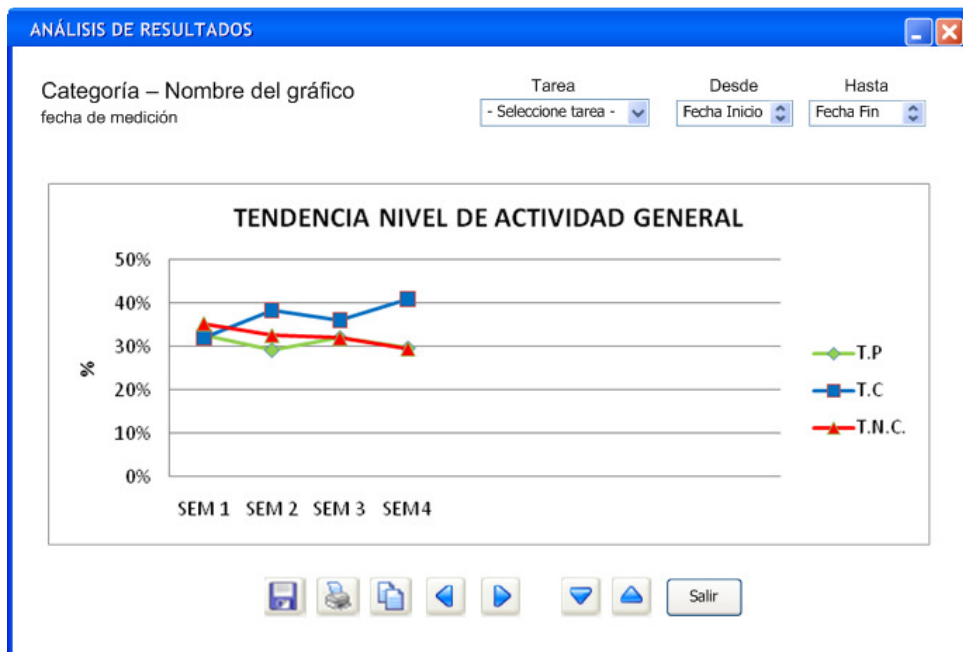 ANÁLISIS DE RESULTADOS
Categoría – Nombre del gráfico
fecha de medición
Tarea
- Seleccione tarea -
Desde
Fecha Inicio
Hasta
Fecha Fin
TENDENCIA NIVEL DE ACTIVIDAD GENERAL
50%
40%
30%
20%
10%
0%
%
SEM 1 SEM 2 SEM 3 SEM4
T.P
T.C
T.N.C.
Salir